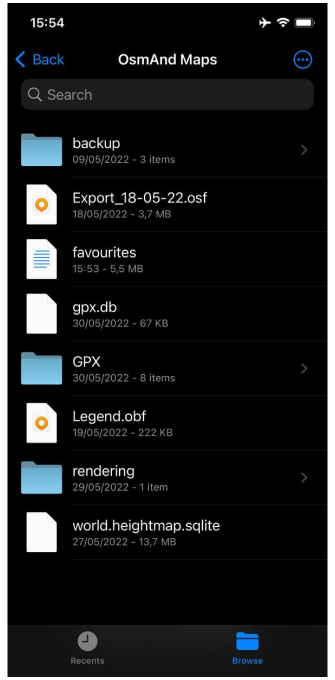 15:54
Back
OsmAnd Maps
Search
backup
09/05/2022 - 3 items
Export_18-05-22.osf
18/05/2022 - 3,7 MB
favourites
15:53 - 5,5 MB
gpx.db
30/05/2022 - 67 KB
GPX
30/05/2022 - 8 items
Legend.obf
19/05/2022 - 222 KB
rendering
29/05/2022 - 1 item
world.heightmap.sqlite
27/05/2022 - 13,7 MB
Recents
Browse